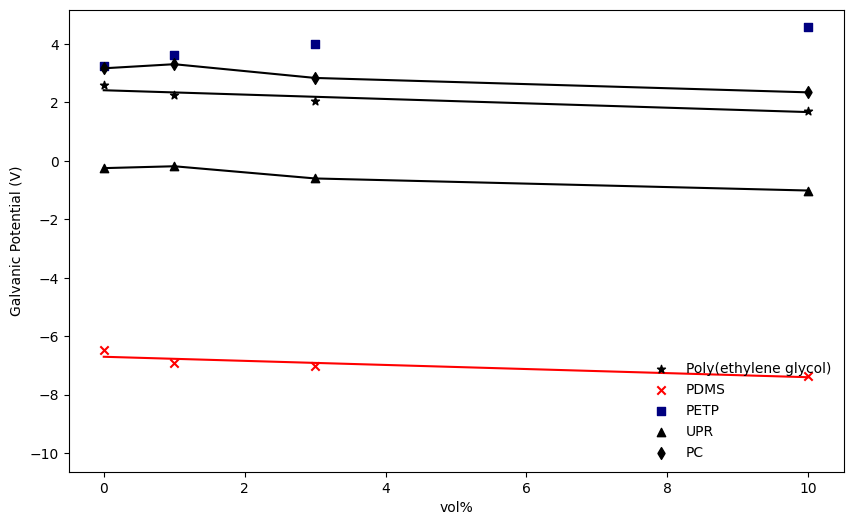 4
2
0
−2
−4
−6
−8
−10
Galvanic Potential (V)
0
2
4
6
8
10
vol%
Poly(ethylene glycol)
PDMS
PETP
UPR
PC